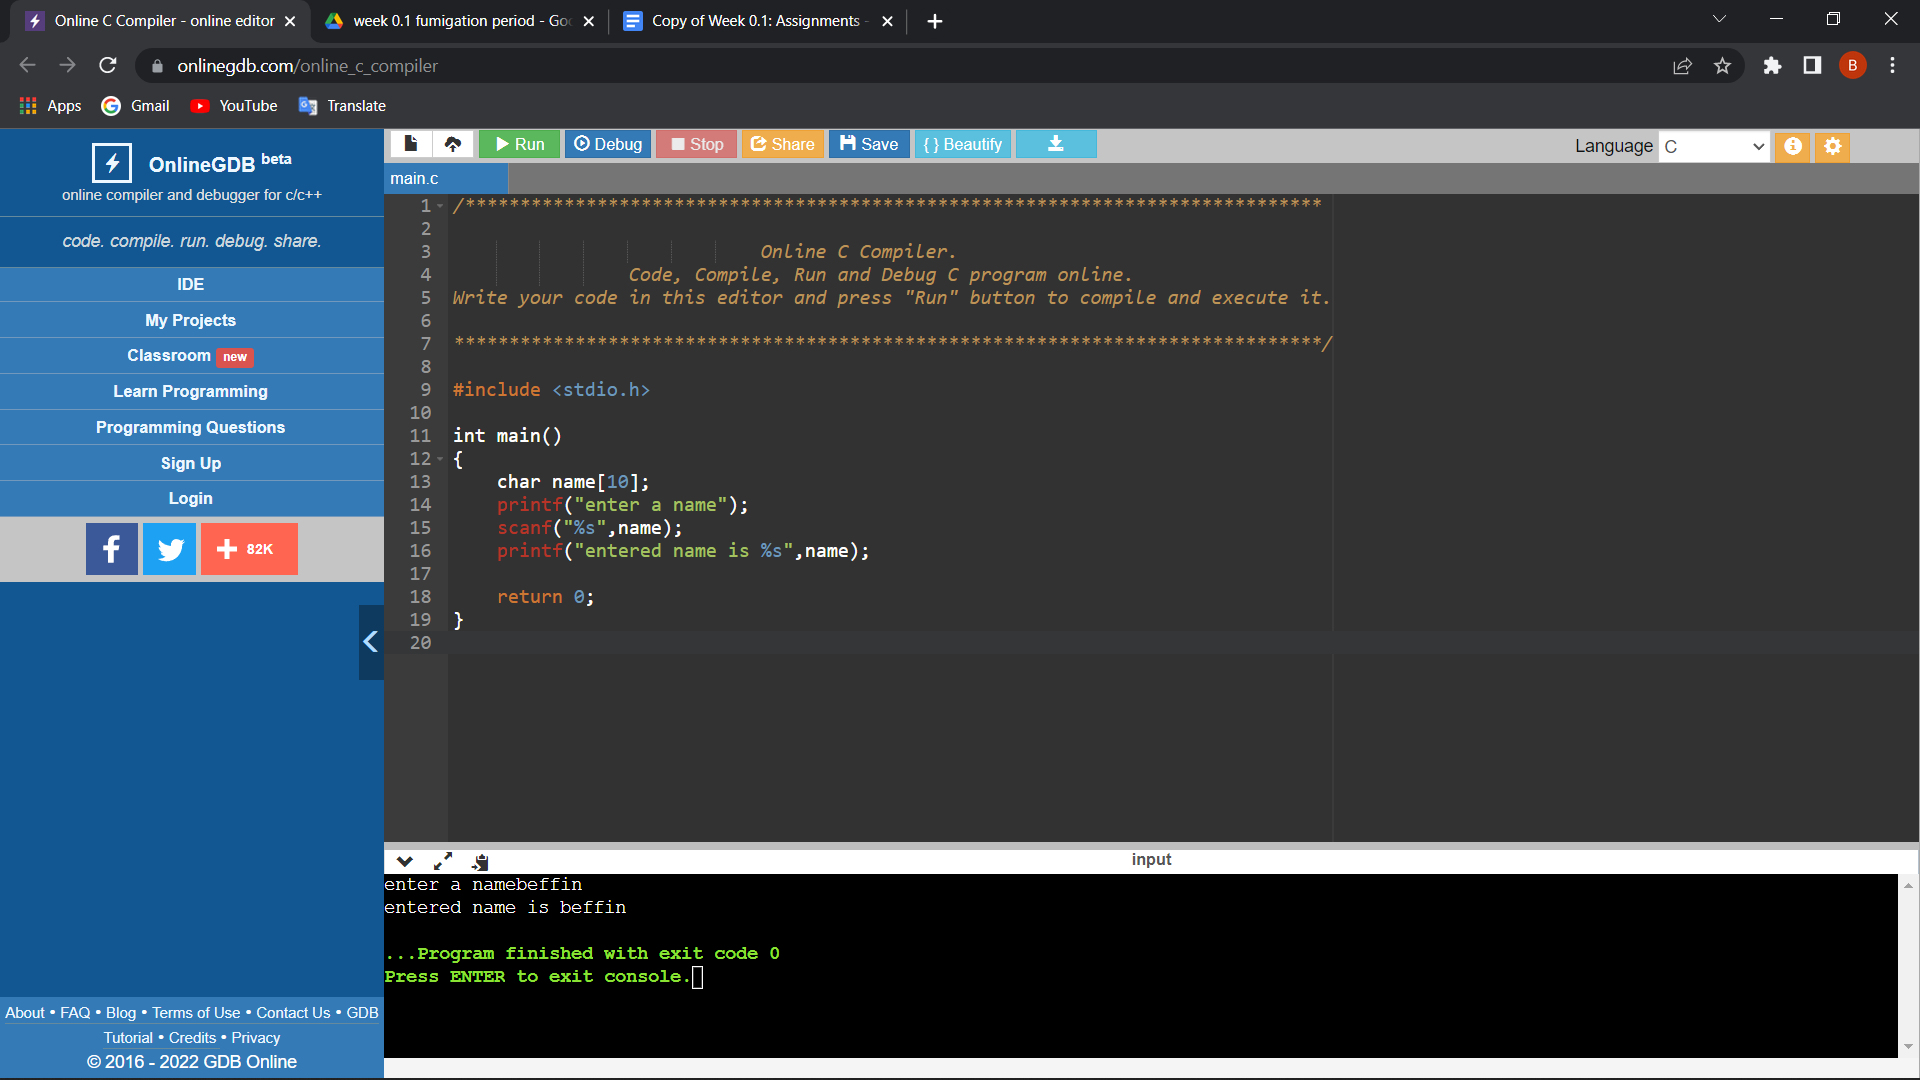 Online C Compiler - online editor
week 0.1 fumigation period - Goo
Copy of Week 0.1: Assignments -
onlinegdb.com/online_c_compiler
B
Apps Gmail YouTube Translate
OnlineGDB beta
online compiler and debugger for c/c++
code. compile. run. debug. share.
IDE
My Projects
Classroom new
Learn Programming
Programming Questions
Sign Up
Login
82K
About • FAQ • Blog • Terms of Use • Contact Us • GDB
Tutorial • Credits • Privacy
© 2016 - 2022 GDB Online
Run Debug Stop Share Save { } Beautify
Language C
main.c
1 /******************************************************************************
2
3 Online C Compiler.
4 Code, Compile, Run and Debug C program online.
5 Write your code in this editor and press "Run" button to compile and execute it.
6
7 *******************************************************************************/
8
9 #include <stdio.h>
10
11 int main()
12 {
13 char name[10];
14 printf("enter a name");
15 scanf("%s",name);
16 printf("entered name is %s",name);
17
18 return 0;
19 }
20
input
enter a namebeffin
entered name is beffin
...Program finished with exit code 0
Press ENTER to exit console.